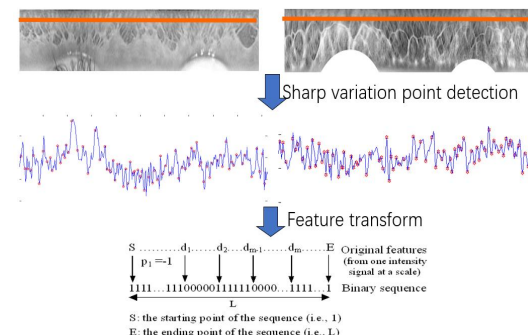 Sharp variation point detection
Feature transform
S ..........d₁......d₂....dₘ₋₁.....dₘ......E Original features
p₁ =-1 (from one intensity
signal at a scale)
1111...111000001111110000...1111...1 Binary sequence
L
S: the starting point of the sequence (i.e., 1)
E: the ending point of the sequence (i.e., L)